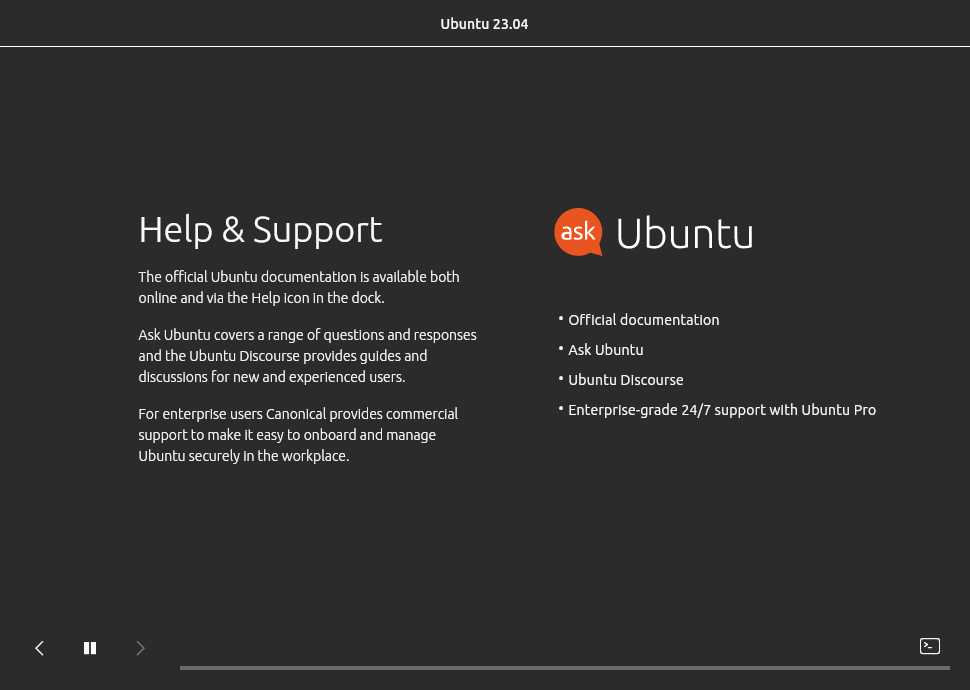 Ubuntu 23.04
Help & Support
The official Ubuntu documentation is available both
online and via the Help icon in the dock.
Ask Ubuntu covers a range of questions and responses
and the Ubuntu Discourse provides guides and
discussions for new and experienced users.
For enterprise users Canonical provides commercial
support to make it easy to onboard and manage
Ubuntu securely in the workplace.
ask Ubuntu
• Official documentation
• Ask Ubuntu
• Ubuntu Discourse
• Enterprise-grade 24/7 support with Ubuntu Pro